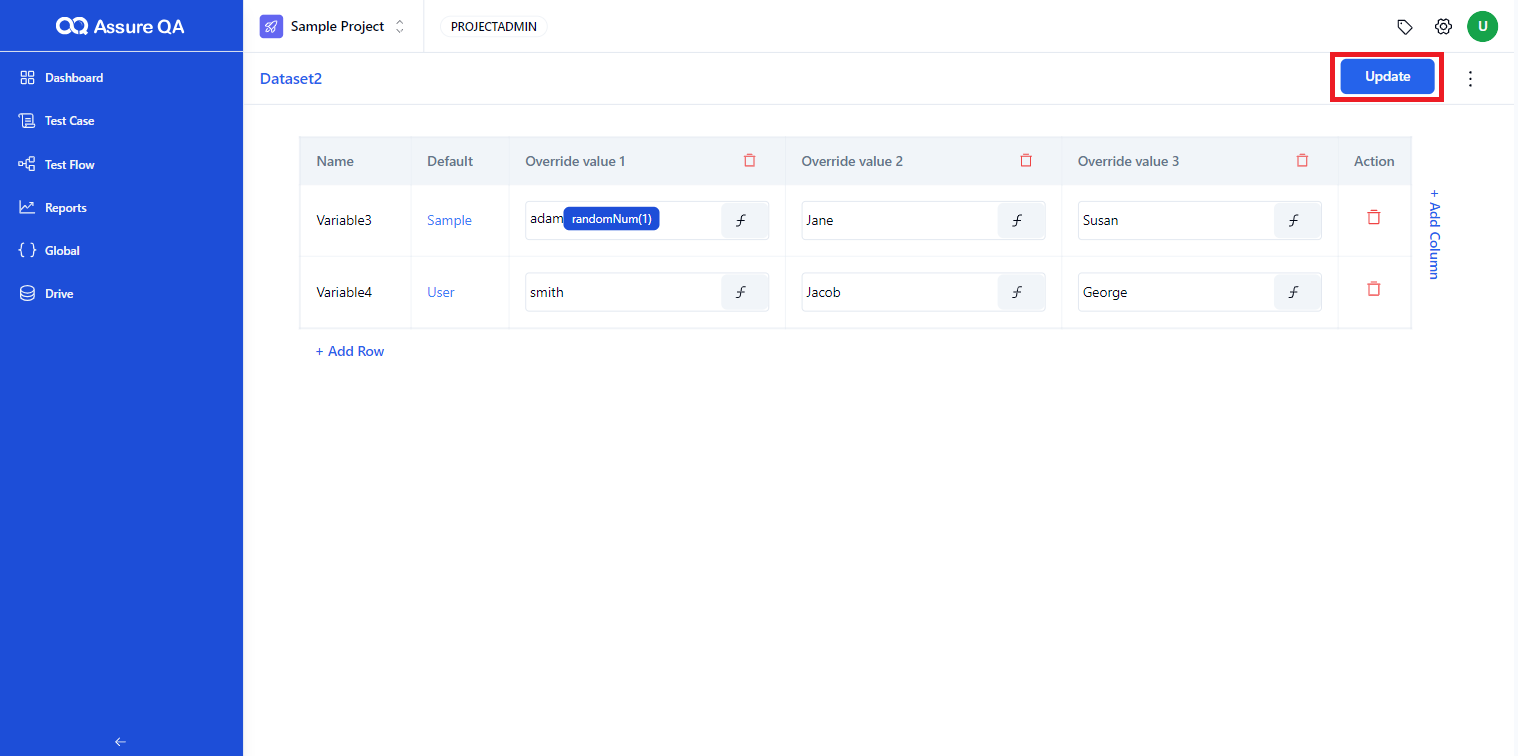 Assure QA
Sample Project
PROJECTADMIN
U
Dashboard
Test Case
Test Flow
Reports
Global
Drive
Dataset2
Update
Name Default Override value 1 Override value 2 Override value 3 Action
Variable3 Sample adam randomNum(1) f Jane f Susan f
Variable4 User smith f Jacob f George f
+ Add Column
+ Add Row